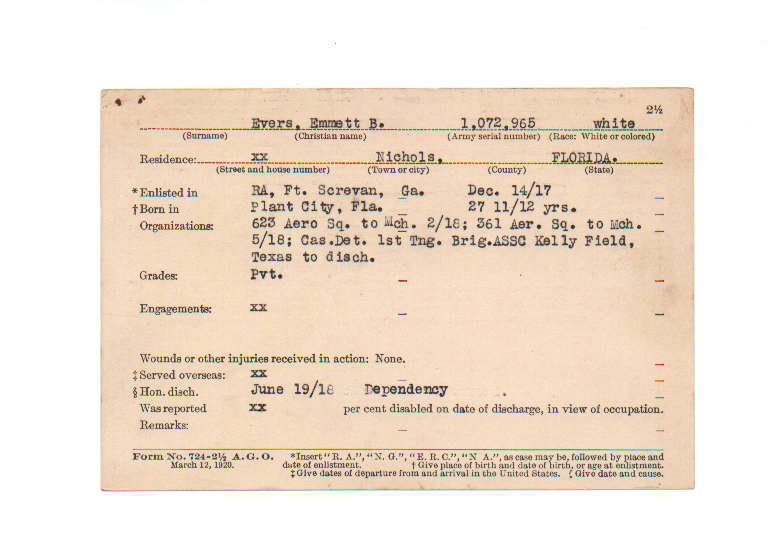 2½
Evers, Emmett B. 1,072,965 white
(Surname) (Christian name) (Army serial number) (Race: White or colored)
Residence: xx Nichols, FLORIDA.
(Street and house number) (Town or city) (County) (State)
*Enlisted in RA, Ft. Screvan, Ga. Dec. 14/17
†Born in Plant City, Fla. 27 11/12 yrs.
Organizations: 623 Aero Sq. to Mch. 2/18; 361 Aer. Sq. to Mch.
5/18; Cas.Det. 1st Tng. Brig.ASSC Kelly Field,
Texas to disch.
Grades: Pvt.
Engagements: xx
Wounds or other injuries received in action: None.
‡Served overseas: xx
§Hon. disch. June 19/18 Dependency .
Was reported xx per cent disabled on date of discharge, in view of occupation.
Remarks:
Form No. 724-2½ A.G.O. *Insert "R. A.", "N. G.", "E. R. C.", "N A.", as case may be, followed by place and
March 12, 1920. date of enlistment. †Give place of birth and date of birth, or age at enlistment.
‡Give dates of departure from and arrival in the United States. §Give date and cause.